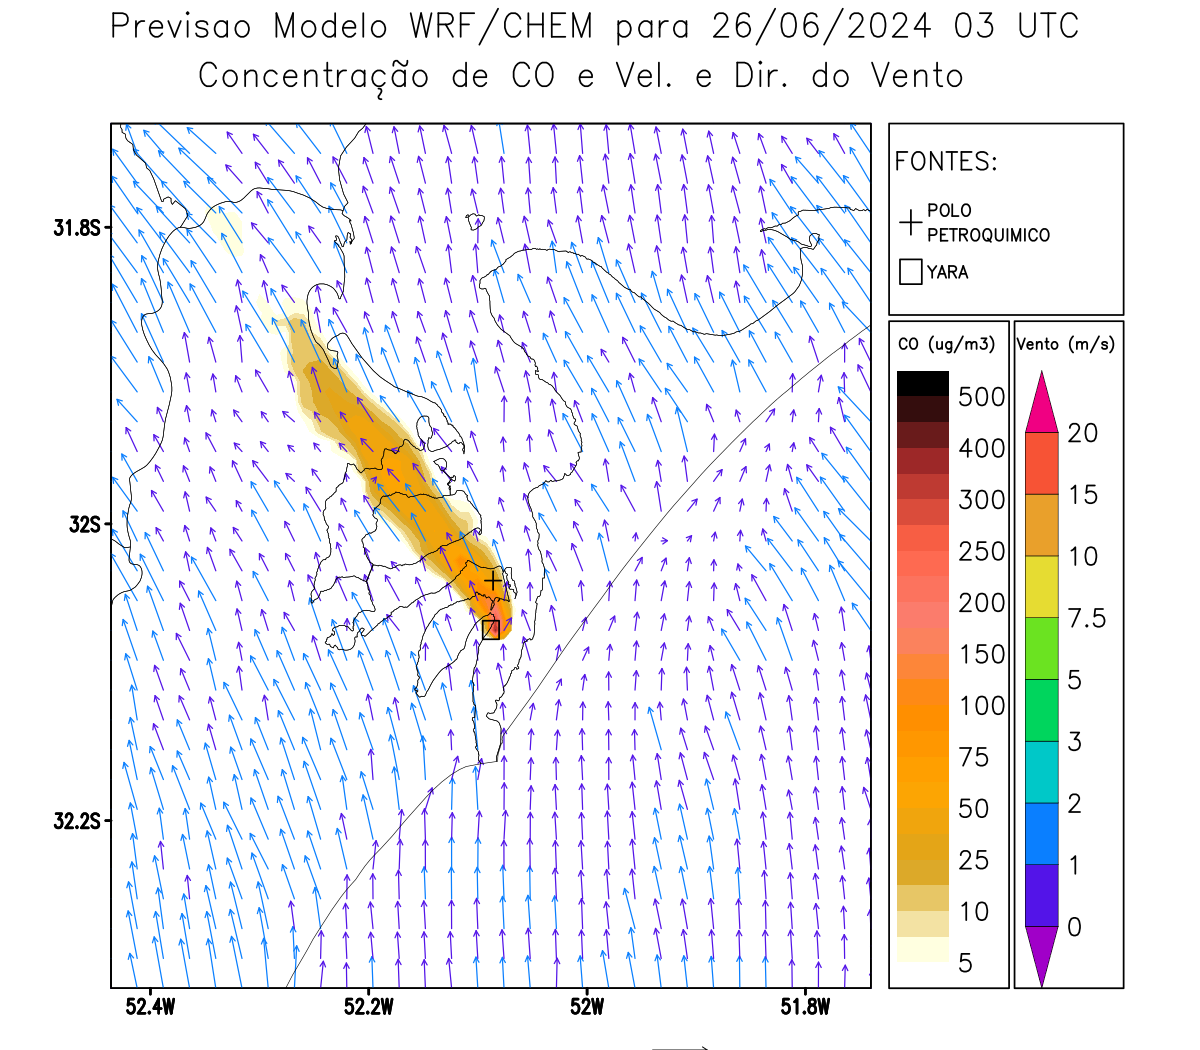 Previsao Modelo WRF/CHEM para 26/06/2024 03 UTC
Concentração de CO e Vel. e Dir. do Vento
FONTES:
POLO
PETROQUIMICO
YARA
CO (ug/m3)
500
400
300
250
200
150
100
75
50
25
10
5
Vento (m/s)
20
15
10
7.5
5
3
2
1
0
31.8S
32S
32.2S
52.4W
52.2W
52W
51.8W